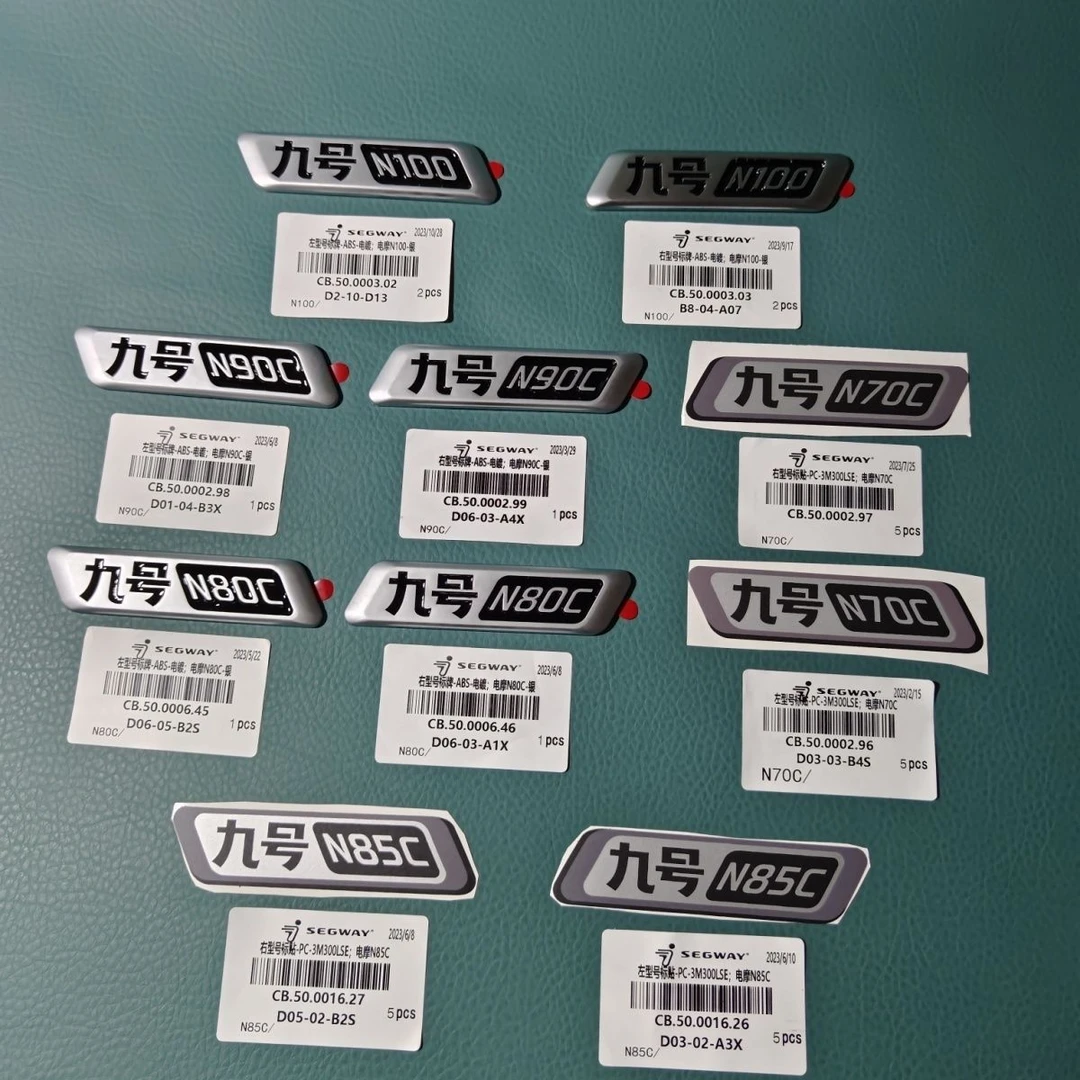 九号 N100
九号 N100
SEGWAY 2023/10/28
左型号标牌-ABS-电镀；电摩N100-银
CB.50.0003.02
D2-10-D13
2pcs
N100/
SEGWAY 2023/9/17
右型号标牌-ABS-电镀；电摩N100-银
CB.50.0003.03
B8-04-A07
2pcs
N100/
九号 N90C
九号 N90C
九号 N70C
SEGWAY 2023/6/8
左型号标牌-ABS-电镀；电摩N90C-银
CB.50.0002.98
D01-04-B3X
1pcs
N90C/
SEGWAY 2023/3/29
右型号标牌-ABS-电镀；电摩N90C-银
CB.50.0002.99
D06-03-A4X
1pcs
N90C/
SEGWAY 2023/7/25
右型号标贴-PC-3M300LSE；电摩N70C
CB.50.0002.97
5pcs
N70C/
九号 N80C
九号 N80C
九号 N70C
SEGWAY 2023/5/22
左型号标牌-ABS-电镀；电摩N80C-银
CB.50.0006.45
D06-05-B2S
1pcs
N80C/
SEGWAY 2023/6/8
右型号标牌-ABS-电镀；电摩N80C-银
CB.50.0006.46
D06-03-A1X
1pcs
N80C/
SEGWAY 2023/2/15
左型号标贴-PC-3M300LSE；电摩N70C
CB.50.0002.96
D03-03-B4S
5pcs
N70C/
九号 N85C
九号 N85C
SEGWAY 2023/6/8
右型号标贴-PC-3M300LSE；电摩N85C
CB.50.0016.27
D05-02-B2S
5pcs
N85C/
SEGWAY 2023/6/10
左型号标贴-PC-3M300LSE；电摩N85C
CB.50.0016.26
D03-02-A3X
5pcs
N85C/